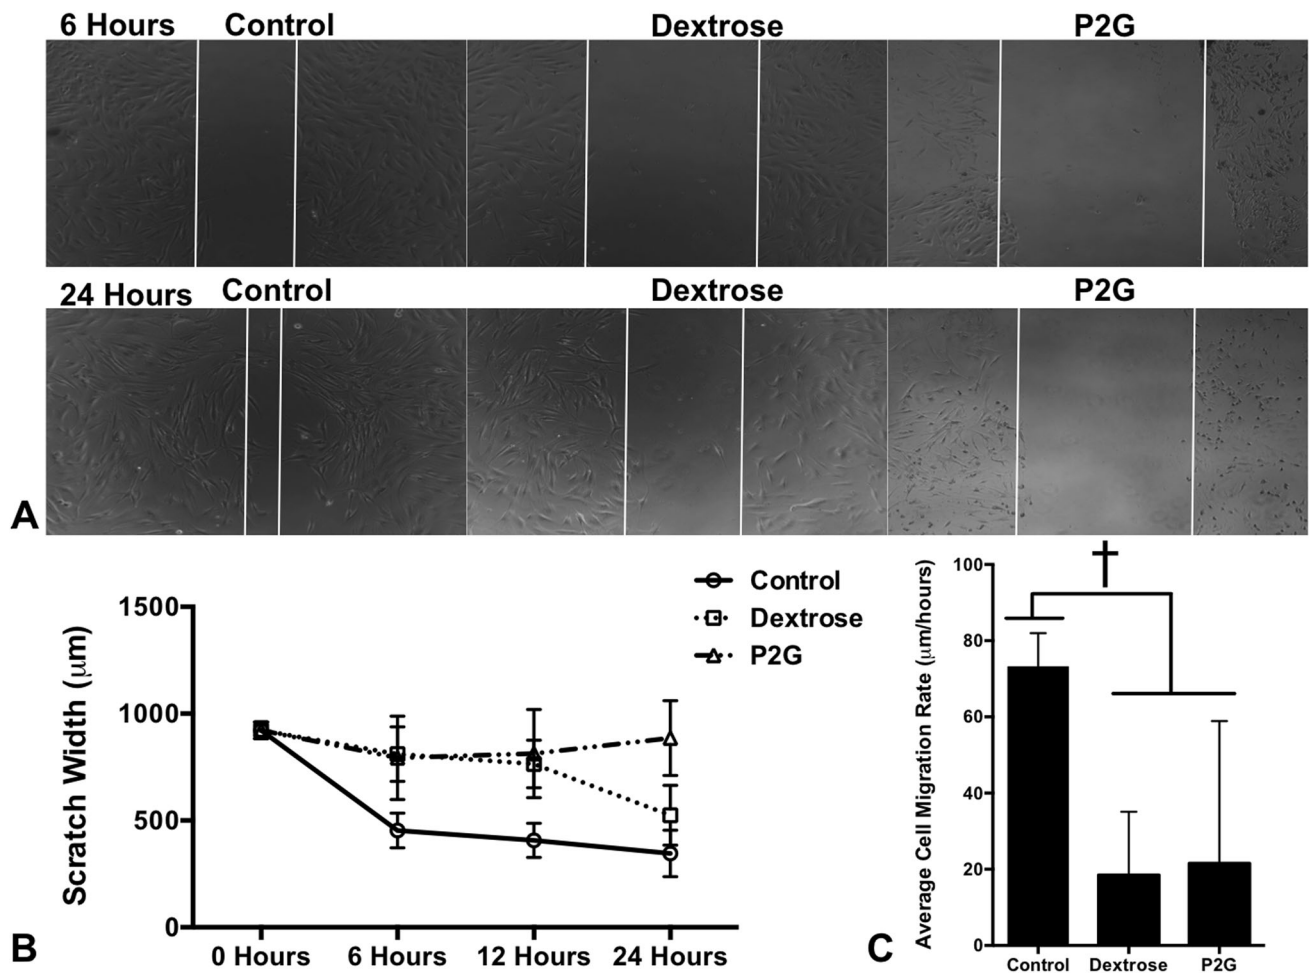 6 Hours Control Dextrose P2G
24 Hours Control Dextrose P2G
A
Control
Dextrose
P2G
1500
1000
500
0
Scratch Width (μm)
0 Hours 6 Hours 12 Hours 24 Hours
B
†
100
80
60
40
20
0
Average Cell Migration Rate (μm/hours)
Control Dextrose P2G
C